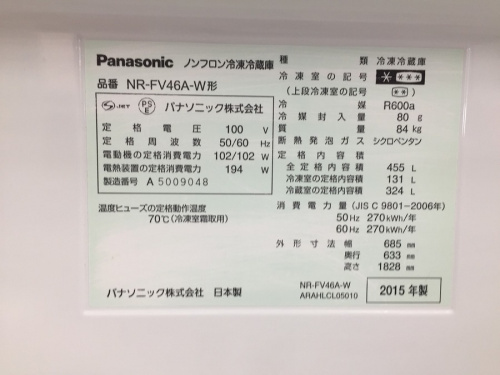 Panasonic ノンフロン冷凍冷蔵庫
品番 NR-FV46A-W形
JET PSE パナソニック株式会社
定格電圧 100 V
定格周波数 50/60 Hz
電動機の定格消費電力 102/102 W
電熱装置の定格消費電力 194 W
製造番号 A 5009048
温度ヒューズの定格動作温度
70℃(冷凍室霜取用)
パナソニック株式会社 日本製
種類 冷凍冷蔵庫
冷凍室の記号 * ***
(上段冷凍室の記号 **)
冷媒 R600a
冷媒封入量 80 g
質量 84 kg
断熱発泡ガス シクロペンタン
定格内容積
全定格内容積 455 L
冷凍室の定格内容積 131 L
冷蔵室の定格内容積 324 L
消費電力量(JIS C 9801-2006年)
50Hz 270kWh/年
60Hz 270kWh/年
外形寸法 幅 685 mm
奥行 633 mm
高さ 1828 mm
NR-FV46A-W
ARAHLCL05010
2015 年製